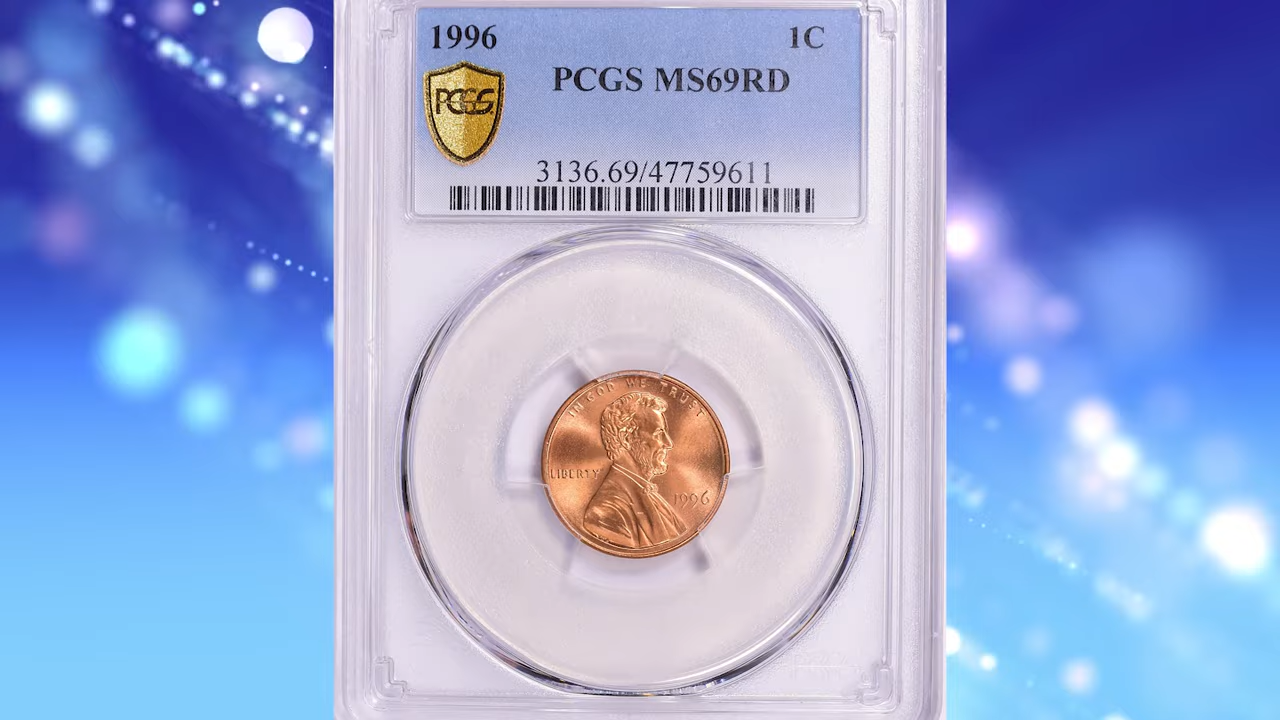 1996 1C
PCGS MS69RD
PCGS
3136.69/47759611
IN GOD WE TRUST
LIBERTY
1996